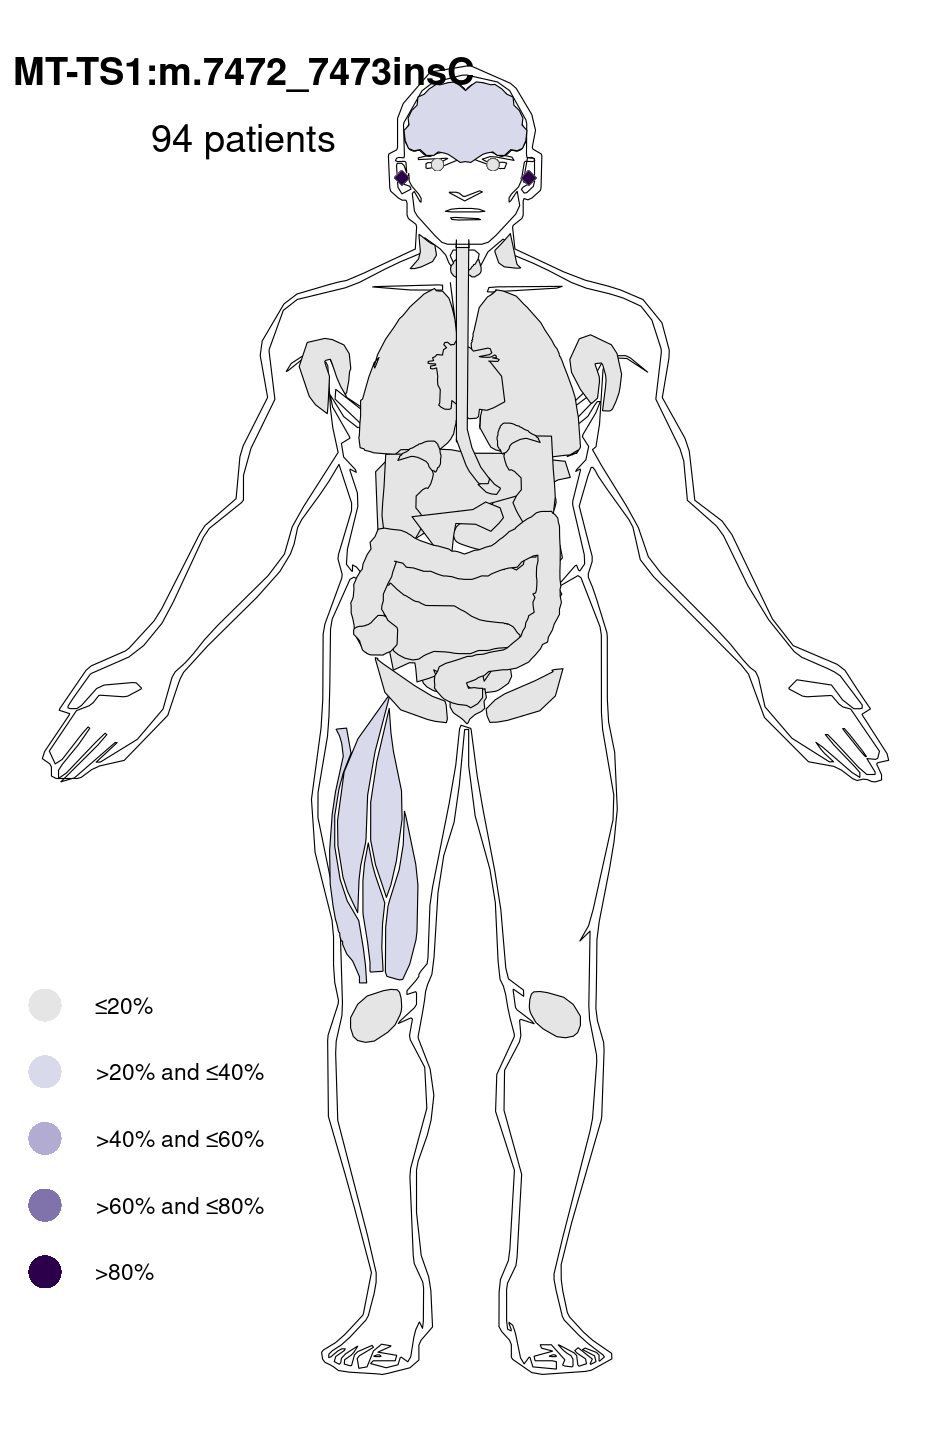 MT-TS1:m.7472_7473insC
94 patients
≤20%
>20% and ≤40%
>40% and ≤60%
>60% and ≤80%
>80%